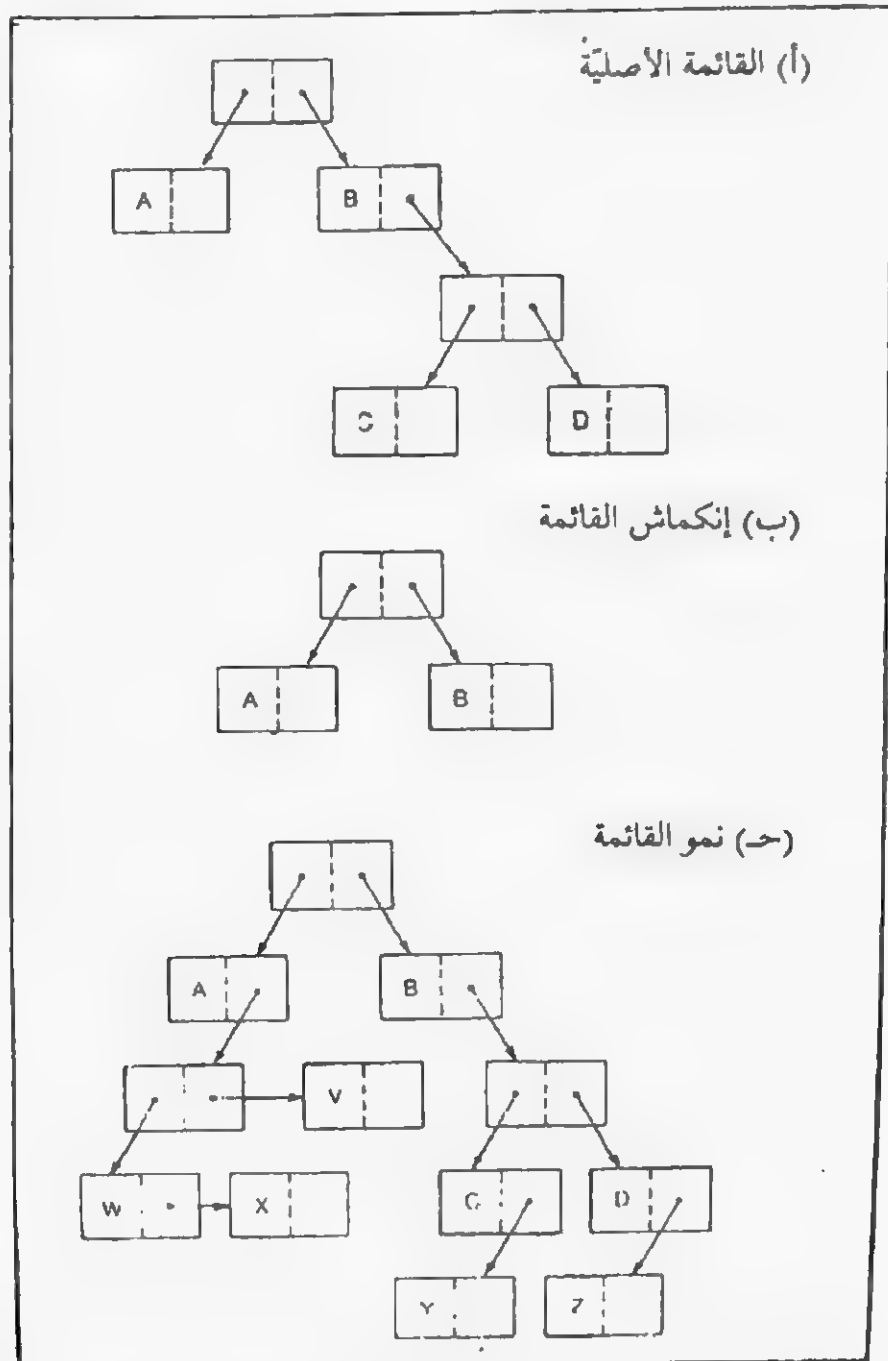 (أ) القائمة الأصليّة
A B
C D
(ب) إنكماش القائمة
A B
(حـ) نمو القائمة
A B
V
W X C D
Y Z